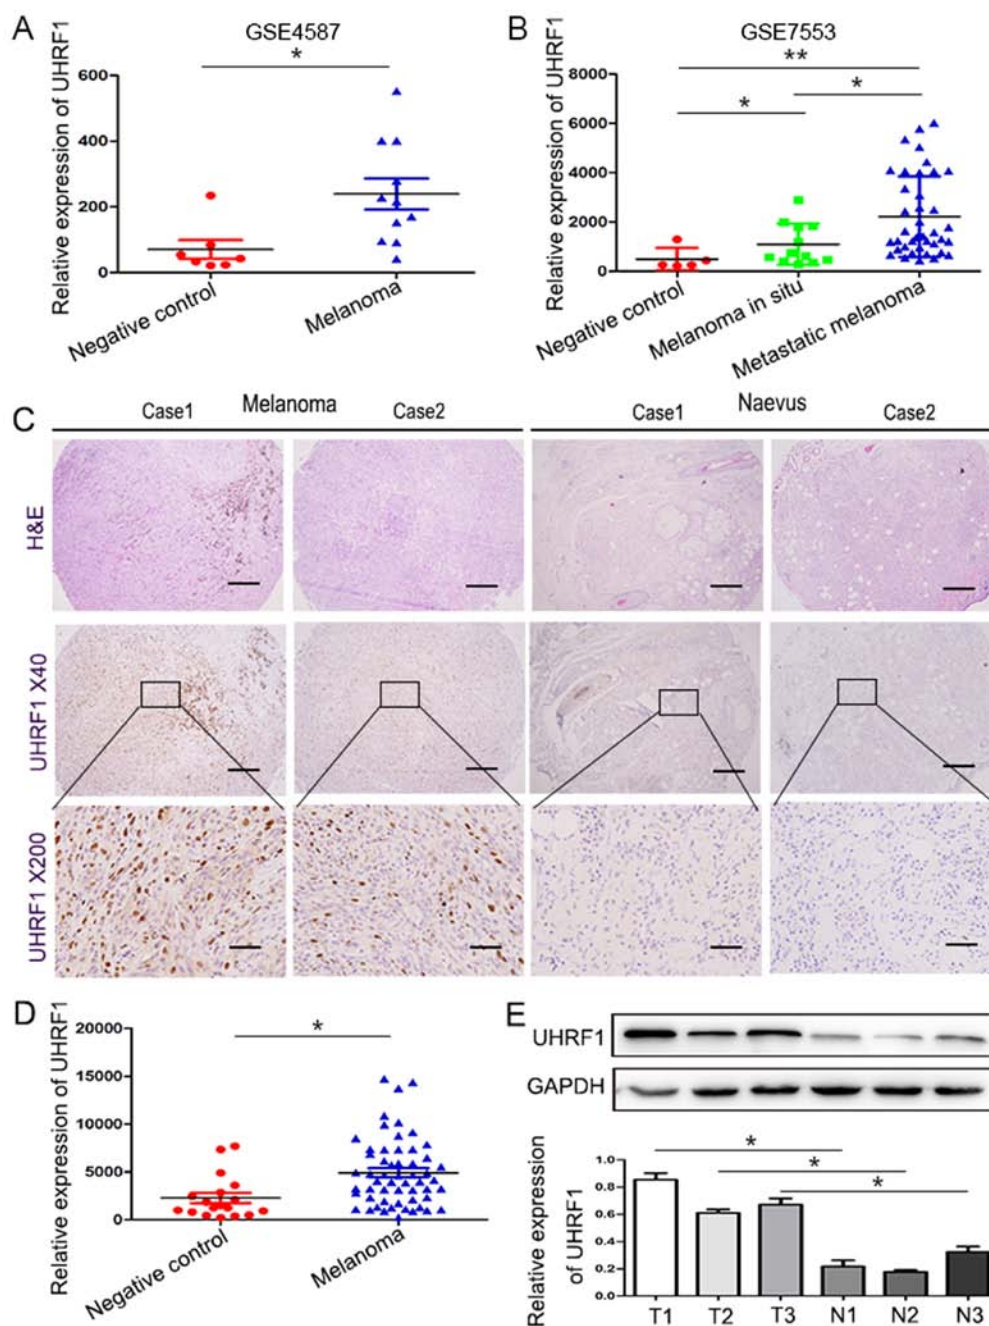 A
GSE4587
Relative expression of UHRF1
*
600
400
200
0
Negative control
Melanoma
B
GSE7553
Relative expression of UHRF1
**
*
*
8000
6000
4000
2000
0
Negative control
Melanoma in situ
Metastatic melanoma
C
Melanoma
Naevus
Case1
Case2
Case1
Case2
H&E
UHRF1 X40
UHRF1 X200
D
Relative expression of UHRF1
*
20000
15000
10000
5000
0
Negative control
Melanoma
E
UHRF1
GAPDH
Relative expression
of UHRF1
*
*
*
1.0
0.8
0.6
0.4
0.2
0.0
T1 T2 T3 N1 N2 N3